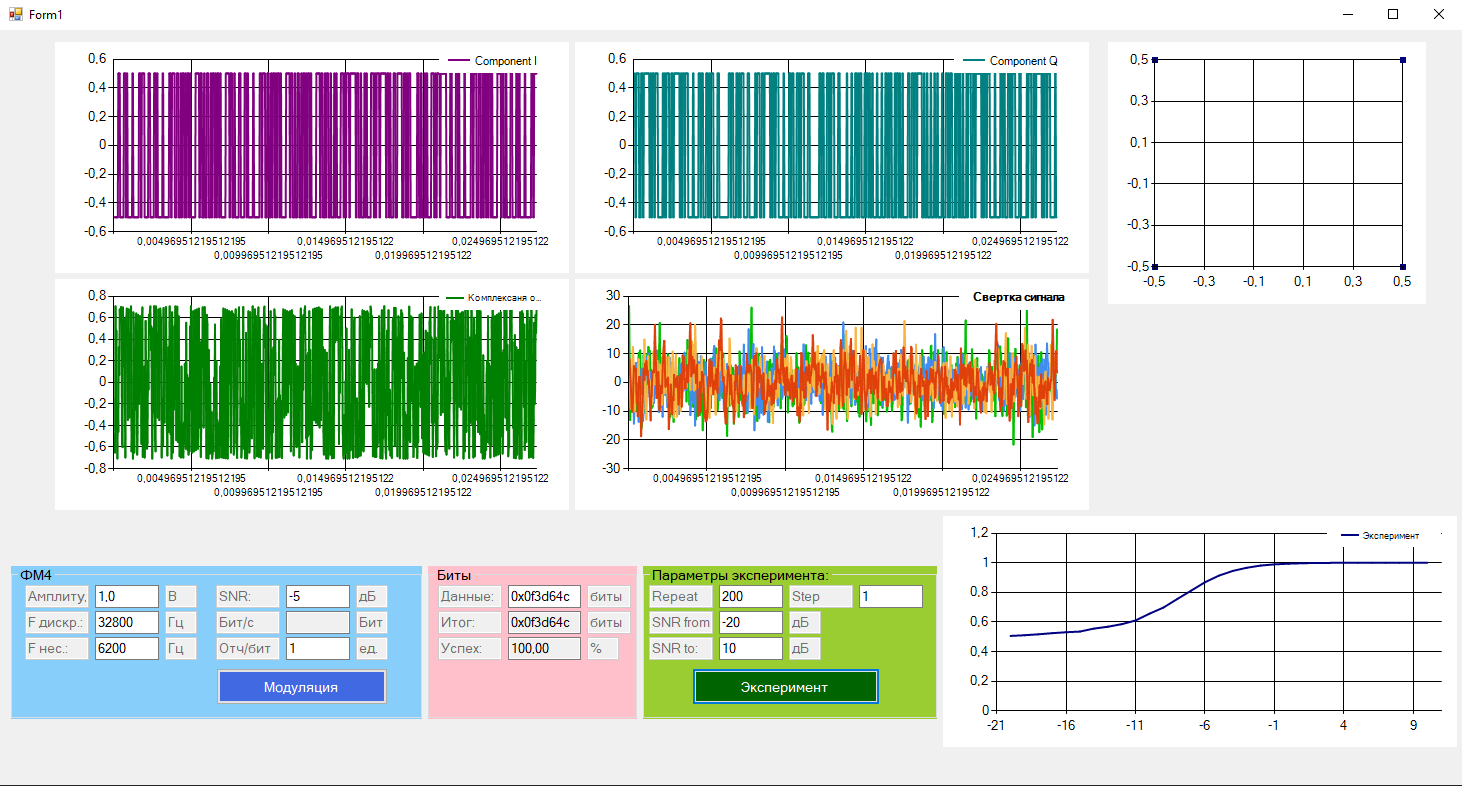 Form1
0,6
0,4
0,2
0
-0,2
-0,4
-0,6
Component I
0,00496951219512195
0,0149695121951 22
0,024969512195122
0,00996951219512195
0,019969512195122
0,6
0,4
0,2
0
-0,2
-0,4
-0,6
Component Q
0,00496951219512195
0,014969512195122
0,024969512195122
0,00996951219512195
0,019969512195122
0,5
0,3
0,1
-0,1
-0,3
-0,5
-0,5 -0,3 -0,1 0,1 0,3 0,5
0,8
0,6
0,4
0,2
0
-0,2
-0,4
-0,6
-0,8
Комплексаня о...
0,00496951219512195
0,014969512195122
0,024969512195122
0,00996951219512195
0,019969512195122
30
20
10
0
-10
-20
-30
Свертка сигнала
0,00496951219512195
0,014969512195122
0,024969512195122
0,00996951219512195
0,019969512195122
ФМ4
Амплиту, 1,0 В SNR: -5 дБ
F дискр.: 32800 Гц Бит/с Бит
F нес.: 6200 Гц Отч/бит 1 ед.
Модуляция
Биты
Данные: 0x0f3d64c биты
Итог: 0x0f3d64c биты
Успех: 100,00 %
Параметры эксперимента:
Repeat 200 Step 1
SNR from -20 дБ
SNR to: 10 дБ
Эксперимент
1,2
1
0,8
0,6
0,4
0,2
0
Эксперимент
-21 -16 -11 -6 -1 4 9